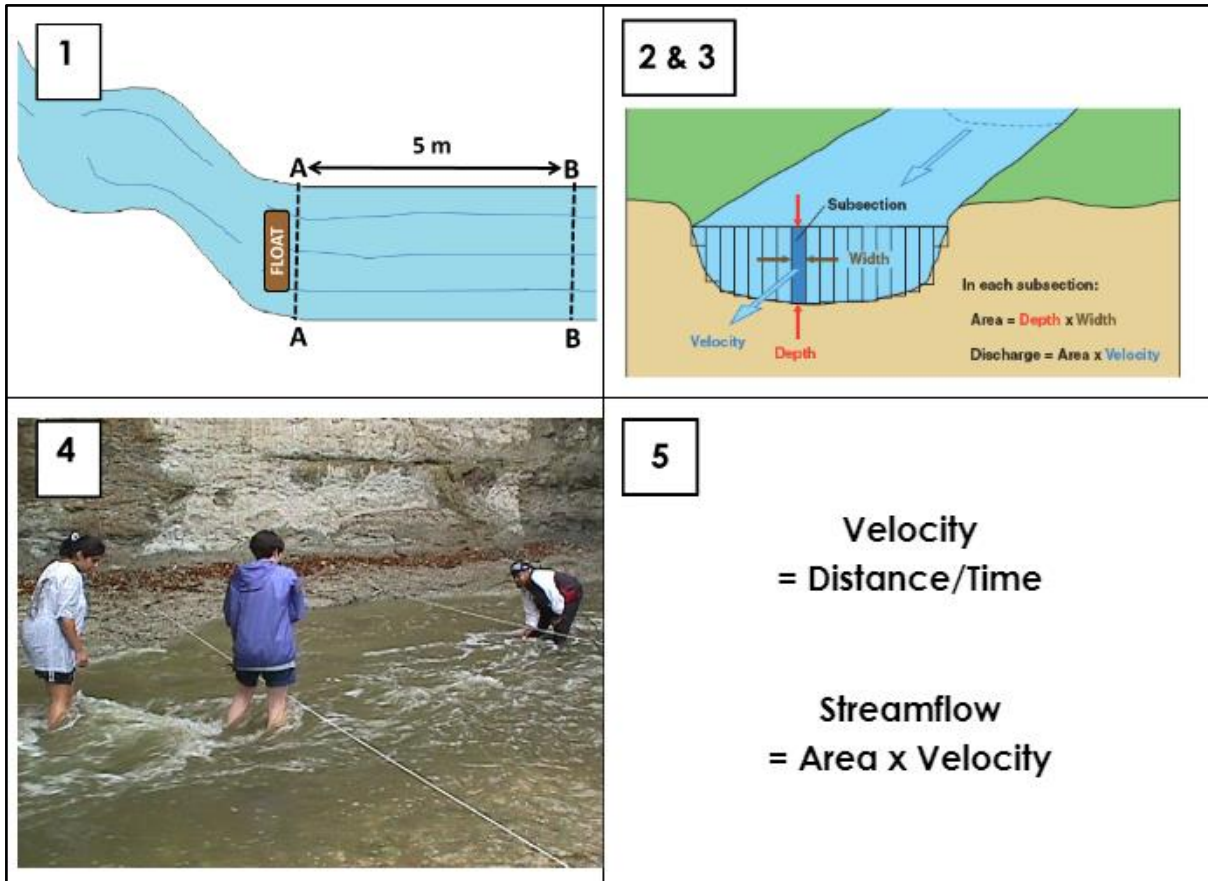 1
5 m
A
B
FLOAT
A
B
2 & 3
Subsection
Width
Velocity
Depth
In each subsection:
Area = Depth x Width
Discharge = Area x Velocity
4
5
Velocity
= Distance/Time
Streamflow
= Area x Velocity